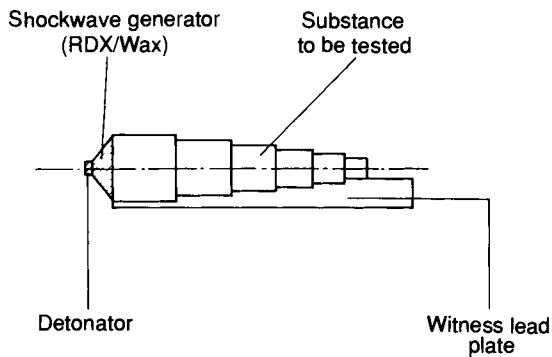 Shockwave generator
(RDX/Wax)
Substance
to be tested
Detonator
Witness lead
plate